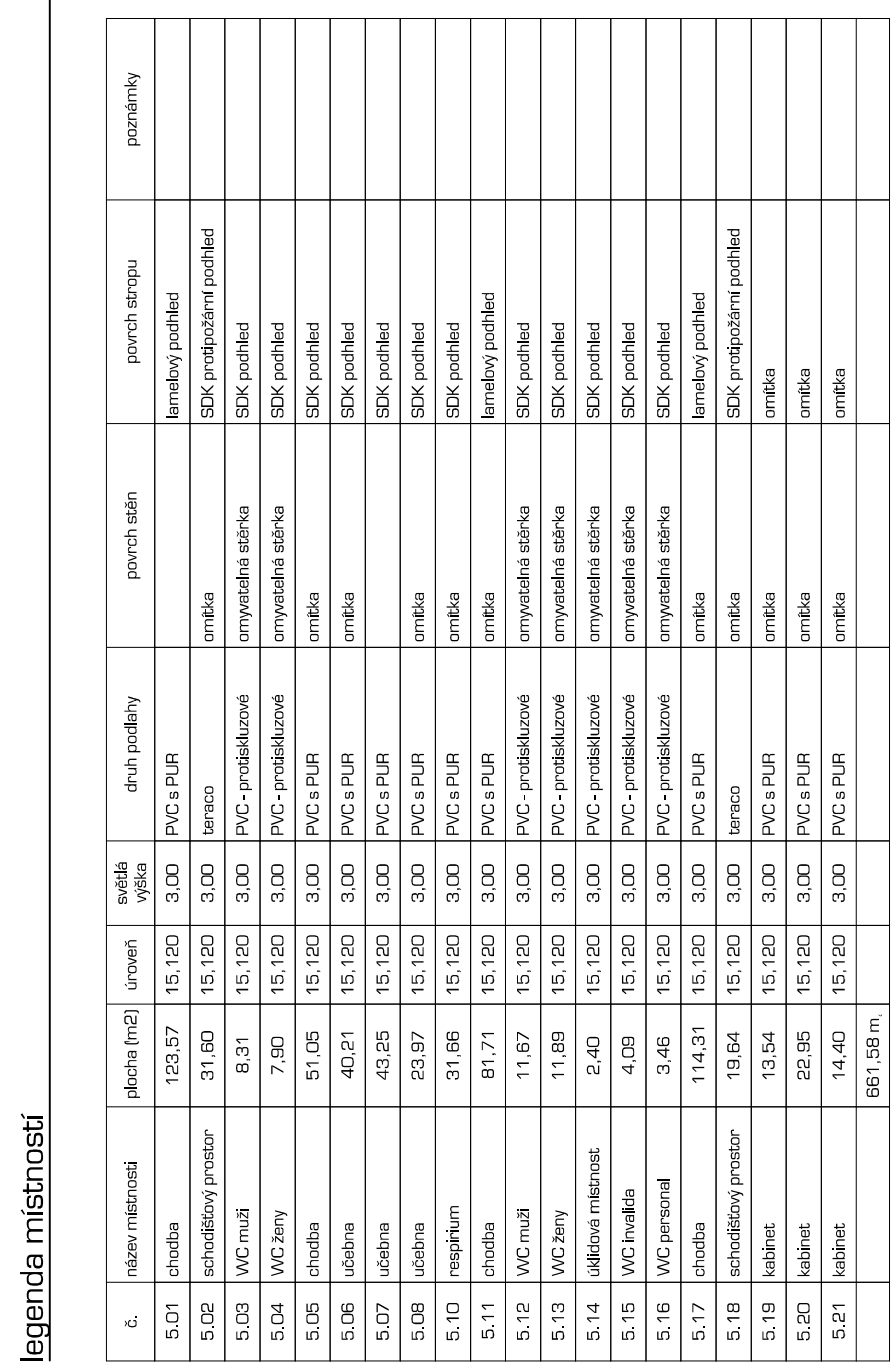 legenda místností
č. název místnosti plocha (m2) úroveň světlá výška druh podlahy povrch stěn povrch stropu poznámky
5.01 chodba 123,57 15,120 3,00 PVC s PUR lamelový podhled
5.02 schodišťový prostor 31,60 15,120 3,00 teraco omítka SDK protipožární podhled
5.03 WC muži 8,31 15,120 3,00 PVC - protiskluzové omyvatelná stěrka SDK podhled
5.04 WC ženy 7,90 15,120 3,00 PVC - protiskluzové omyvatelná stěrka SDK podhled
5.05 chodba 51,05 15,120 3,00 PVC s PUR omítka SDK podhled
5.06 učebna 40,21 15,120 3,00 PVC s PUR omítka SDK podhled
5.07 učebna 43,25 15,120 3,00 PVC s PUR SDK podhled
5.08 učebna 23,97 15,120 3,00 PVC s PUR omítka SDK podhled
5.10 respirium 31,66 15,120 3,00 PVC s PUR omítka SDK podhled
5.11 chodba 81,71 15,120 3,00 PVC s PUR omítka lamelový podhled
5.12 WC muži 11,67 15,120 3,00 PVC - protiskluzové omyvatelná stěrka SDK podhled
5.13 WC ženy 11,89 15,120 3,00 PVC - protiskluzové omyvatelná stěrka SDK podhled
5.14 úklidová místnost 2,40 15,120 3,00 PVC - protiskluzové omyvatelná stěrka SDK podhled
5.15 WC invalida 4,09 15,120 3,00 PVC - protiskluzové omyvatelná stěrka SDK podhled
5.16 WC personal 3,46 15,120 3,00 PVC - protiskluzové omyvatelná stěrka SDK podhled
5.17 chodba 114,31 15,120 3,00 PVC s PUR omítka lamelový podhled
5.18 schodišťový prostor 19,64 15,120 3,00 teraco omítka SDK protipožární podhled
5.19 kabinet 13,54 15,120 3,00 PVC s PUR omítka omítka
5.20 kabinet 22,95 15,120 3,00 PVC s PUR omítka omítka
5.21 kabinet 14,40 15,120 3,00 PVC s PUR omítka omítka
661,58 m